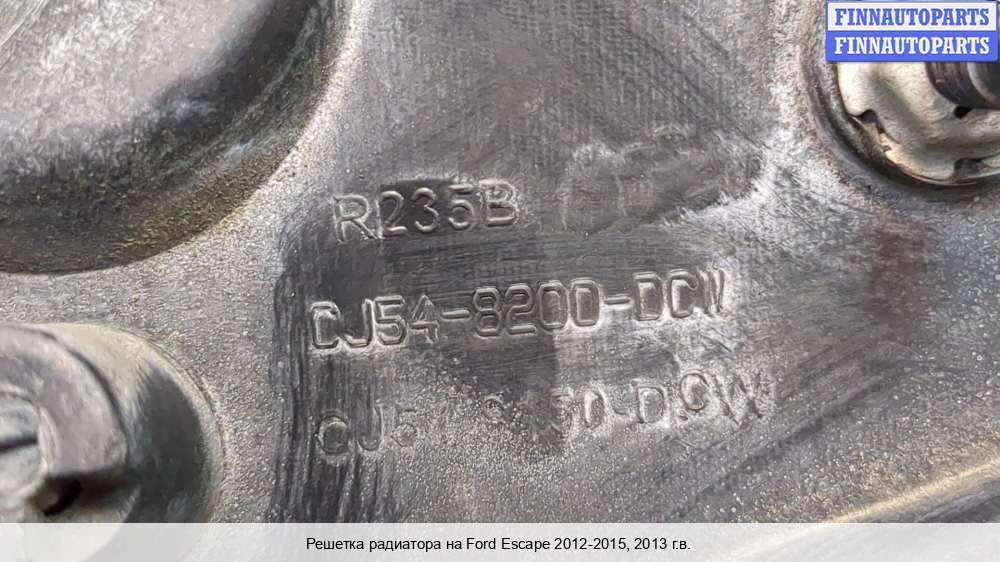 FINNAUTOPARTS
FINNAUTOPARTS
R235B
CJ54-8200-DCW
Решетка радиатора на Ford Escape 2012-2015, 2013 г.в.